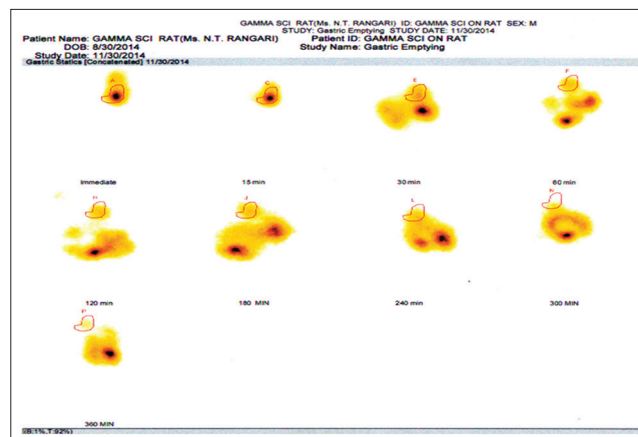 GAMMA SCI RAT(Ms. N.T. RANGARI) ID: GAMMA SCI ON RAT SEX: M
STUDY: Gastric Emptying STUDY DATE: 11/30/2014
Patient Name: GAMMA SCI RAT(Ms. N.T. RANGARI) Patient ID: GAMMA SCI ON RAT
DOB: 8/30/2014 Study Name: Gastric Emptying
Study Date: 11/30/2014
Gastric Statics [Concatenated] 11/30/2014
A C E F
Immediate 15 min 30 min 60 min
H J L N
120 min 180 MIN 240 min 300 MIN
P
360 MIN
(B:1%,T:92%)